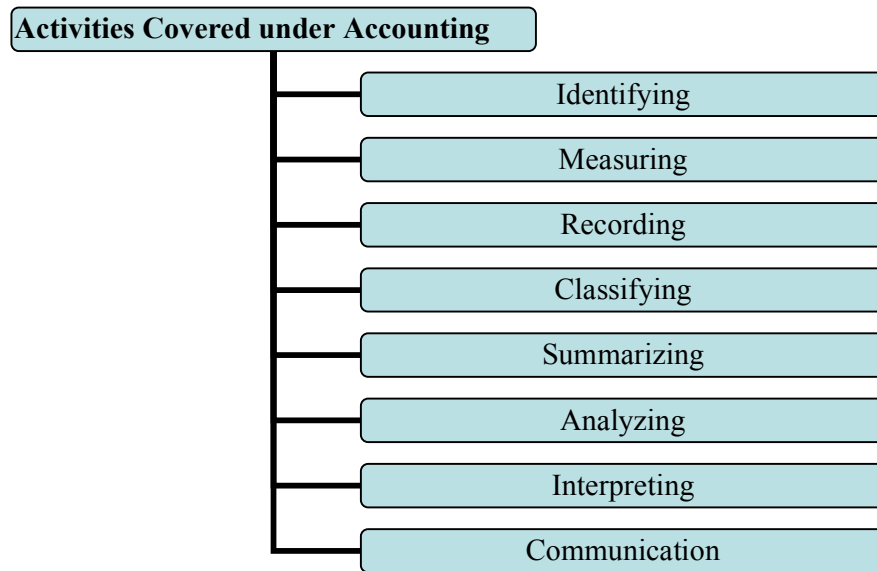 Activities Covered under Accounting
Identifying
Measuring
Recording
Classifying
Summarizing
Analyzing
Interpreting
Communication